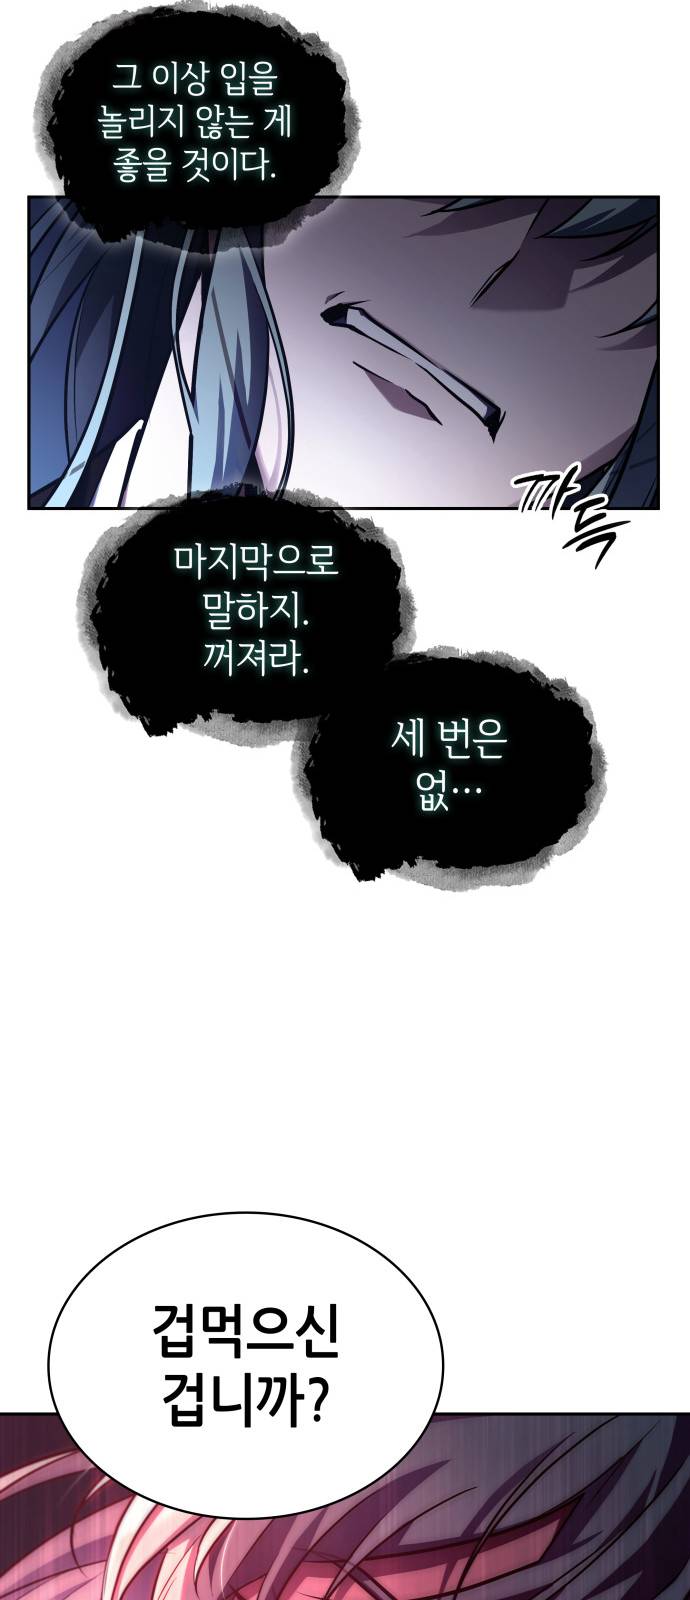 그 이상 입을
놀리지 않는 게
좋을 것이다.
까득
마지막으로
말하지.
꺼져라.
세 번은
없…
겁먹으신
겁니까?